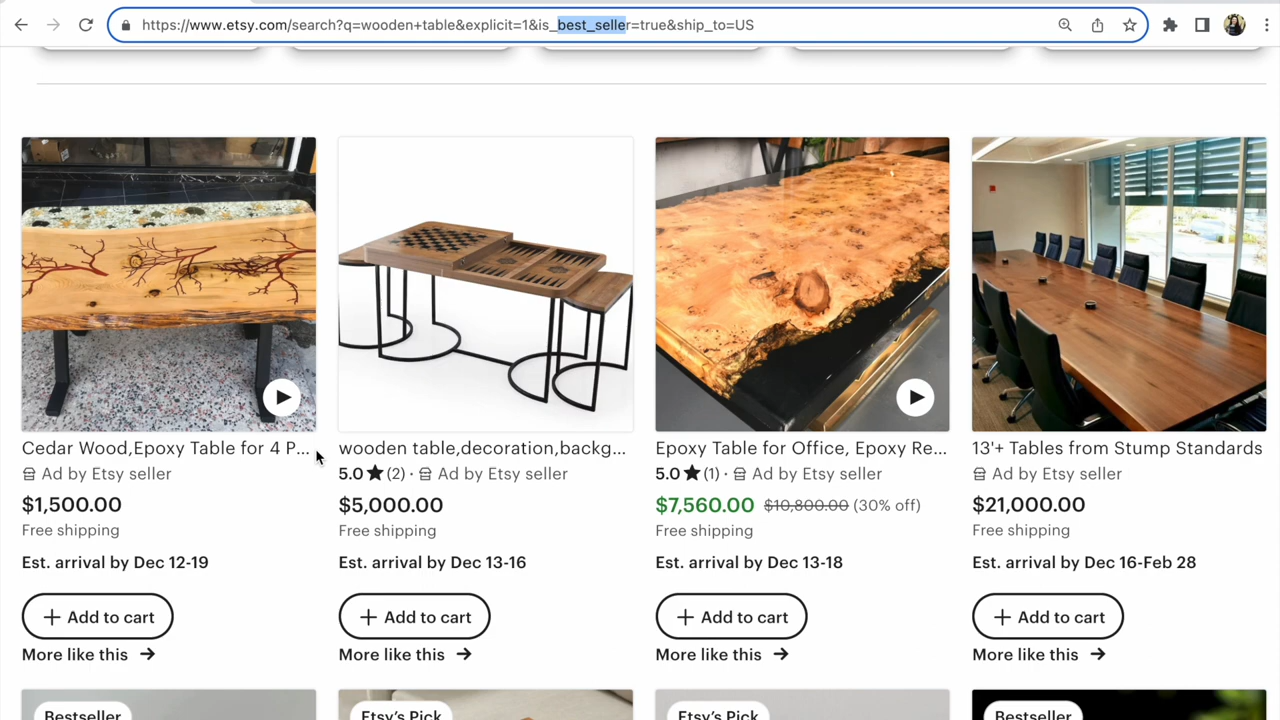 https://www.etsy.com/search?q=wooden+table&explicit=1&is_best_seller=true&ship_to=US
Cedar Wood,Epoxy Table for 4 P...
Ad by Etsy seller
$1,500.00
Free shipping
Est. arrival by Dec 12-19
+ Add to cart
More like this →
wooden table,decoration,backg...
5.0 ★ (2) · Ad by Etsy seller
$5,000.00
Free shipping
Est. arrival by Dec 13-16
+ Add to cart
More like this →
Epoxy Table for Office, Epoxy Re...
5.0 ★ (1) · Ad by Etsy seller
$7,560.00 $10,800.00 (30% off)
Free shipping
Est. arrival by Dec 13-18
+ Add to cart
More like this →
13'+ Tables from Stump Standards
Ad by Etsy seller
$21,000.00
Free shipping
Est. arrival by Dec 16-Feb 28
+ Add to cart
More like this →
Bestseller
Etsy's Pick
Etsy's Pick
Bestseller